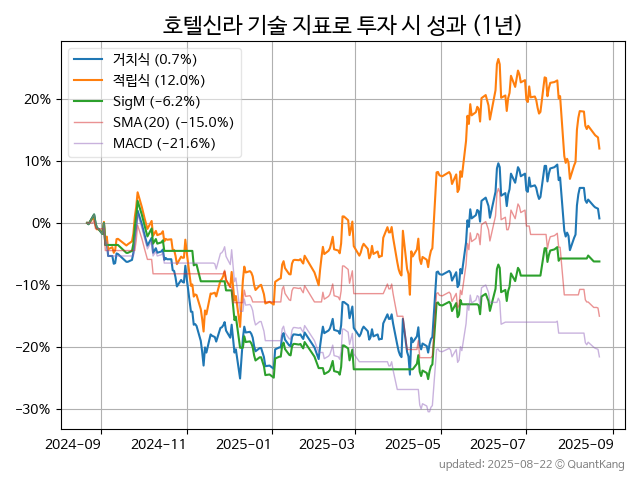 호텔신라 기술 지표로 투자 시 성과 (1년)
거치식 (0.7%)
적립식 (12.0%)
SigM (−6.2%)
SMA(20) (−15.0%)
MACD (−21.6%)
20%
10%
0%
−10%
−20%
−30%
2024-09 2024-11 2025-01 2025-03 2025-05 2025-07 2025-09
updated: 2025-08-22 © QuantKang